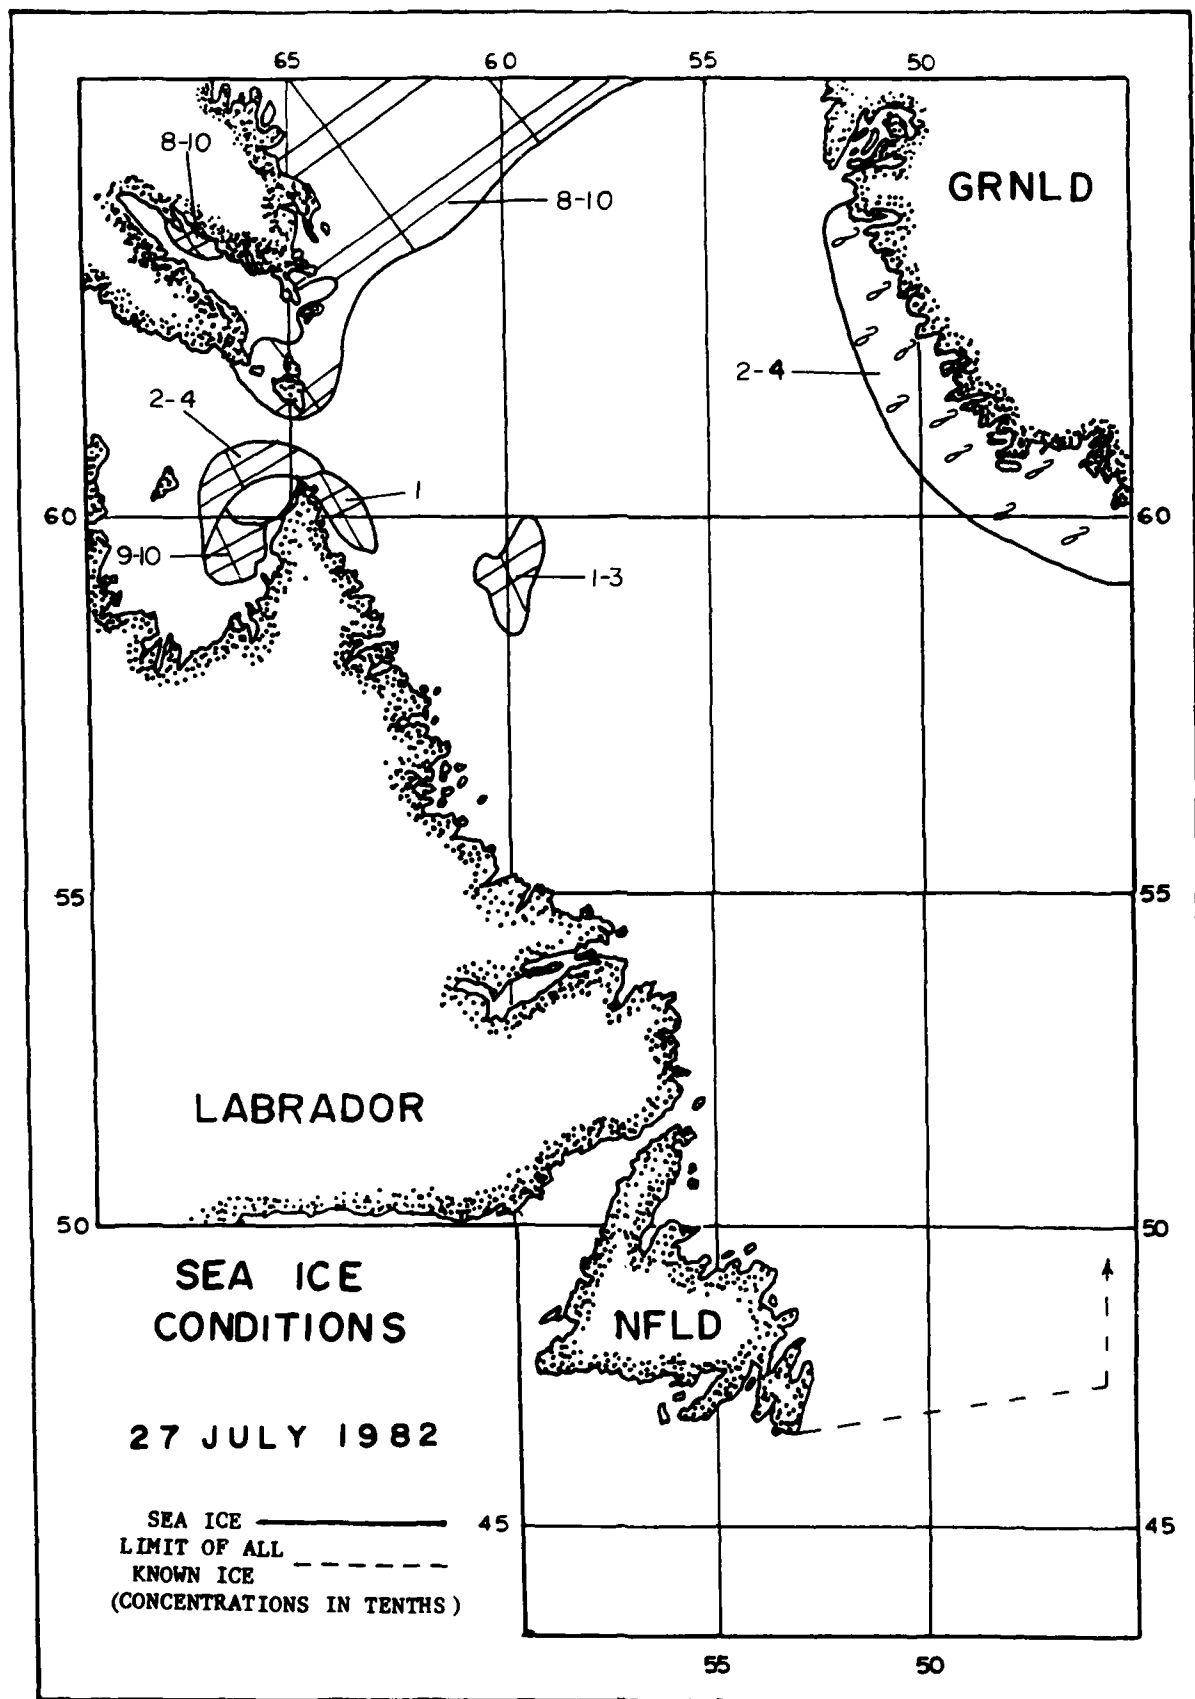 65 60 55 50
8-10
GRNLD
8-10
2-4
2-4
1
60 60
9-10
1-3
55 55
LABRADOR
50 50
SEA ICE
CONDITIONS
NFLD
27 JULY 1982
SEA ICE
45 45
LIMIT OF ALL
KNOWN ICE
(CONCENTRATIONS IN TENTHS)
55 50